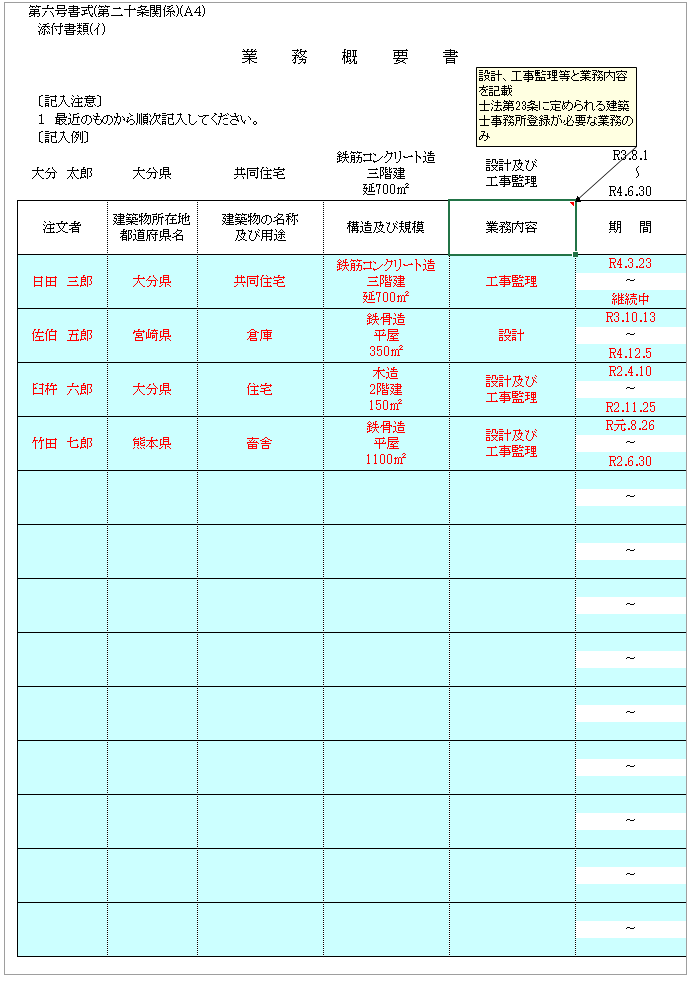 第六号書式(第二十条関係)(A4)
添付書類(イ)
業　務　概　要　書
設計、工事監理等と業務内容
を記載
士法第23条に定められる建築
士事務所登録が必要な業務の
み
〔記入注意〕
1 最近のものから順次記入してください。
〔記入例〕
大分 太郎 大分県 共同住宅 鉄筋コンクリート造 三階建 延700㎡ 設計及び 工事監理 R3.8.1 ～ R4.6.30
注文者 建築物所在地 都道府県名 建築物の名称 及び用途 構造及び規模 業務内容 期 間
日田 三郎 大分県 共同住宅 鉄筋コンクリート造 三階建 延700㎡ 工事監理 R4.3.23 ～ 継続中
佐伯 五郎 宮崎県 倉庫 鉄骨造 平屋 350㎡ 設計 R3.10.13 ～ R4.12.5
臼杵 六郎 大分県 住宅 木造 2階建 150㎡ 設計及び 工事監理 R2.4.10 ～ R2.11.25
竹田 七郎 熊本県 畜舎 鉄骨造 平屋 1100㎡ 設計及び 工事監理 R元.8.26 ～ R2.6.30
～
～
～
～
～
～
～
～
～